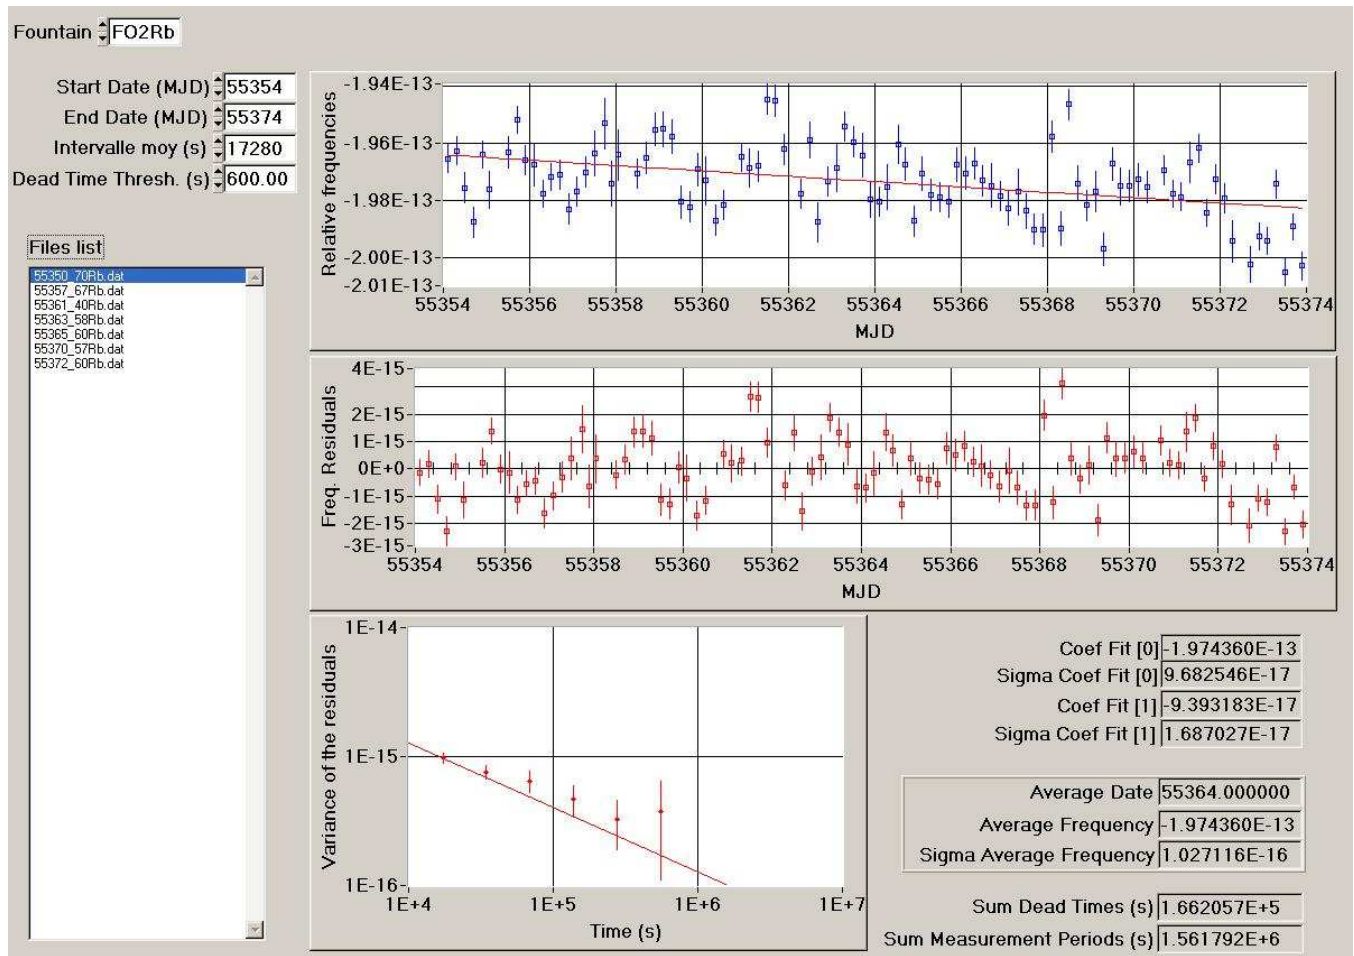 Fountain FO2Rb
Start Date (MJD) 55354
End Date (MJD) 55374
Intervalle moy (s) 17280
Dead Time Thresh. (s) 600.00
Files list
55350_70Rb.dat
55357_67Rb.dat
55361_40Rb.dat
55363_58Rb.dat
55365_60Rb.dat
55370_57Rb.dat
55372_60Rb.dat
Relative frequencies
-1.94E-13
-1.96E-13
-1.98E-13
-2.00E-13
-2.01E-13
55354 55356 55358 55360 55362 55364 55366 55368 55370 55372 55374
MJD
Freq. Residuals
4E-15
2E-15
1E-15
0E+0
-1E-15
-2E-15
-3E-15
55354 55356 55358 55360 55362 55364 55366 55368 55370 55372 55374
MJD
Variance of the residuals
1E-14
1E-15
1E-16
1E+4 1E+5 1E+6 1E+7
Time (s)
Coef Fit [0] -1.974360E-13
Sigma Coef Fit [0] 9.682546E-17
Coef Fit [1] -9.393183E-17
Sigma Coef Fit [1] 1.687027E-17
Average Date 55364.000000
Average Frequency -1.974360E-13
Sigma Average Frequency 1.027116E-16
Sum Dead Times (s) 1.662057E+5
Sum Measurement Periods (s) 1.561792E+6